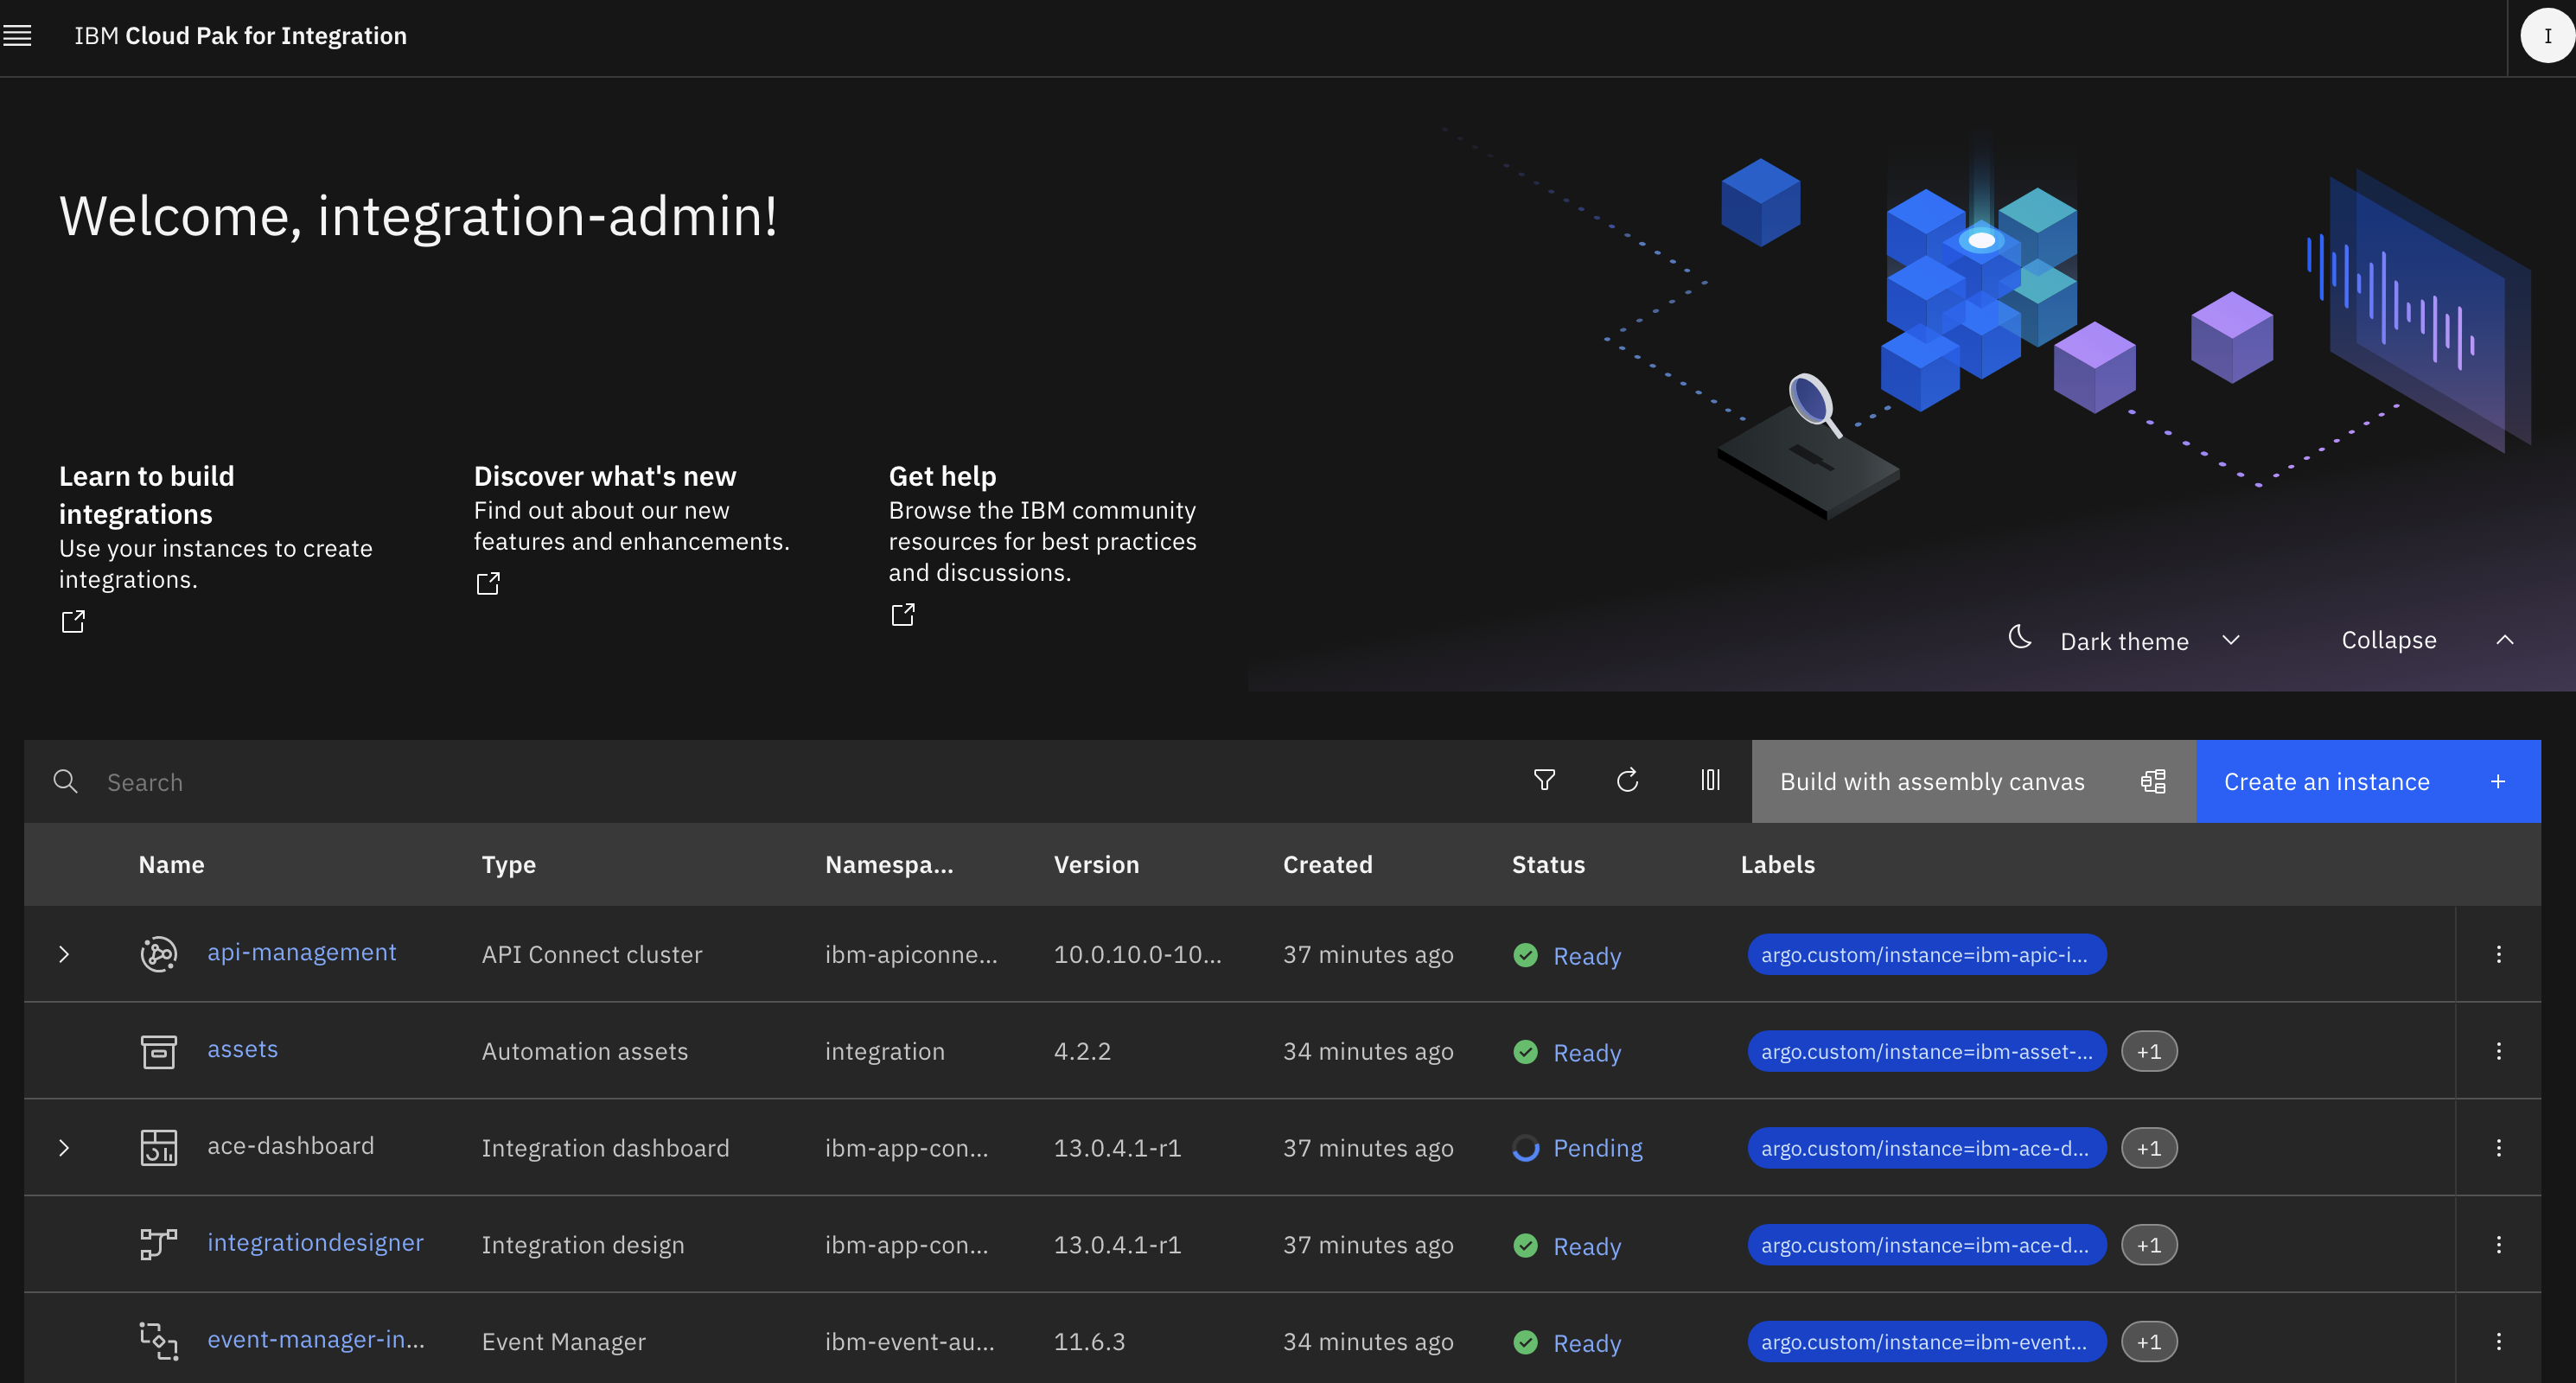 IBM Cloud Pak for Integration
I
Welcome, integration-admin!
Learn to build
integrations
Use your instances to create
integrations.
Discover what's new
Find out about our new
features and enhancements.
Get help
Browse the IBM community
resources for best practices
and discussions.
Dark theme
Collapse
Search
Build with assembly canvas
Create an instance +
Name Type Namespa... Version Created Status Labels
api-management API Connect cluster ibm-apiconne... 10.0.10.0-10... 37 minutes ago Ready argo.custom/instance=ibm-apic-i...
assets Automation assets integration 4.2.2 34 minutes ago Ready argo.custom/instance=ibm-asset-... +1
ace-dashboard Integration dashboard ibm-app-con... 13.0.4.1-r1 37 minutes ago Pending argo.custom/instance=ibm-ace-d... +1
integrationdesigner Integration design ibm-app-con... 13.0.4.1-r1 37 minutes ago Ready argo.custom/instance=ibm-ace-d... +1
event-manager-in... Event Manager ibm-event-au... 11.6.3 34 minutes ago Ready argo.custom/instance=ibm-event... +1